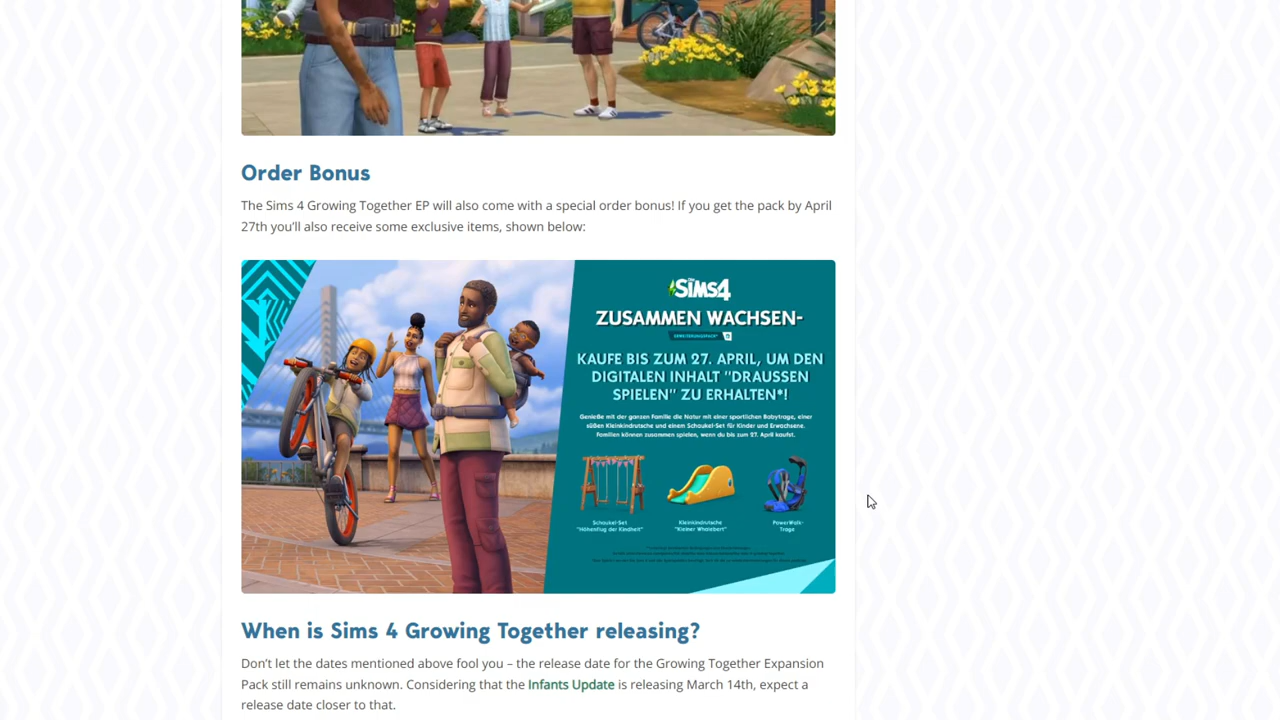 Order Bonus
The Sims 4 Growing Together EP will also come with a special order bonus! If you get the pack by April
27th you'll also receive some exclusive items, shown below:
The SiMS4
ZUSAMMEN WACHSEN-
ERWEITERUNGSPACK*
KAUFE BIS ZUM 27. APRIL, UM DEN
DIGITALEN INHALT "DRAUSSEN
SPIELEN" ZU ERHALTEN*!
Genieße mit der ganzen Familie die Natur mit einer sportlichen Babytrage, einer
süßen Kleinkindrutsche und einem Schaukel-Set für Kinder und Erwachsene.
Familien können zusammen spielen, wenn du bis zum 27. April kaufst.
Schaukel-Set
"Höhenflug der Kindheit"
Kleinkindrutsche
"Kleiner Whalebert"
PowerWalk-
Trage
When is Sims 4 Growing Together releasing?
Don't let the dates mentioned above fool you – the release date for the Growing Together Expansion
Pack still remains unknown. Considering that the Infants Update is releasing March 14th, expect a
release date closer to that.